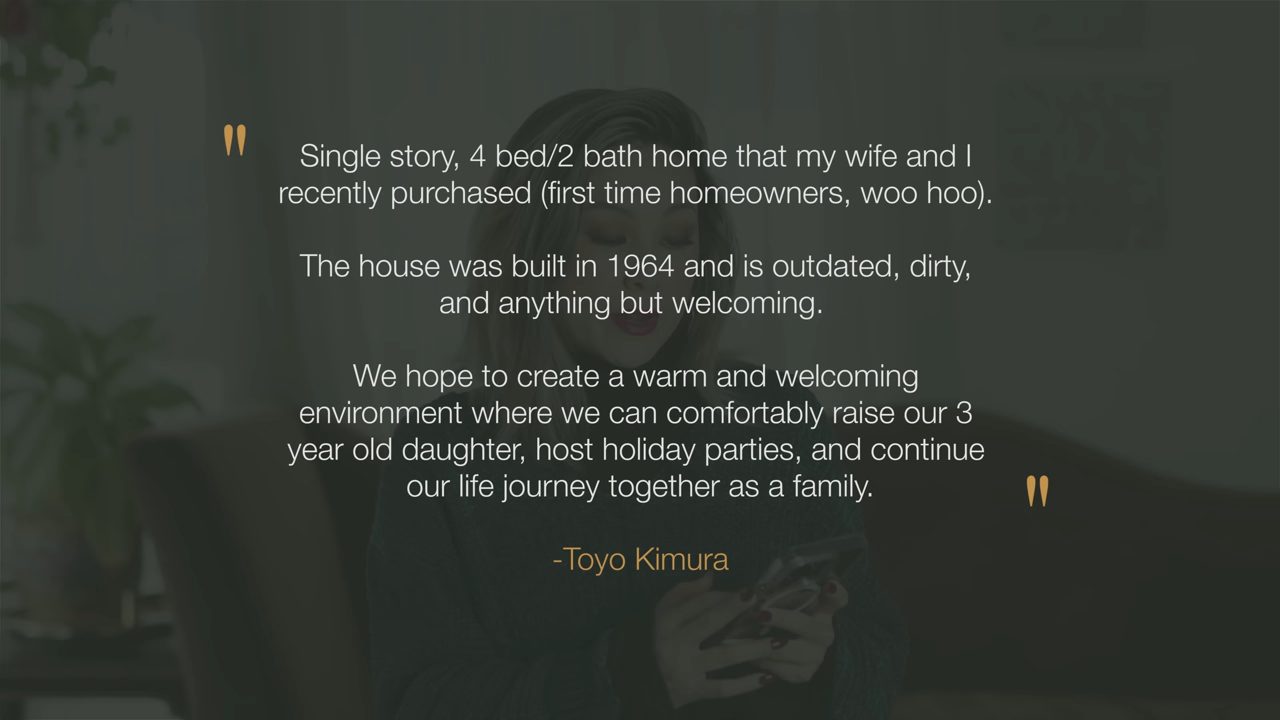 "Single story, 4 bed/2 bath home that my wife and I
recently purchased (first time homeowners, woo hoo).
The house was built in 1964 and is outdated, dirty,
and anything but welcoming.
We hope to create a warm and welcoming
environment where we can comfortably raise our 3
year old daughter, host holiday parties, and continue
our life journey together as a family."
-Toyo Kimura